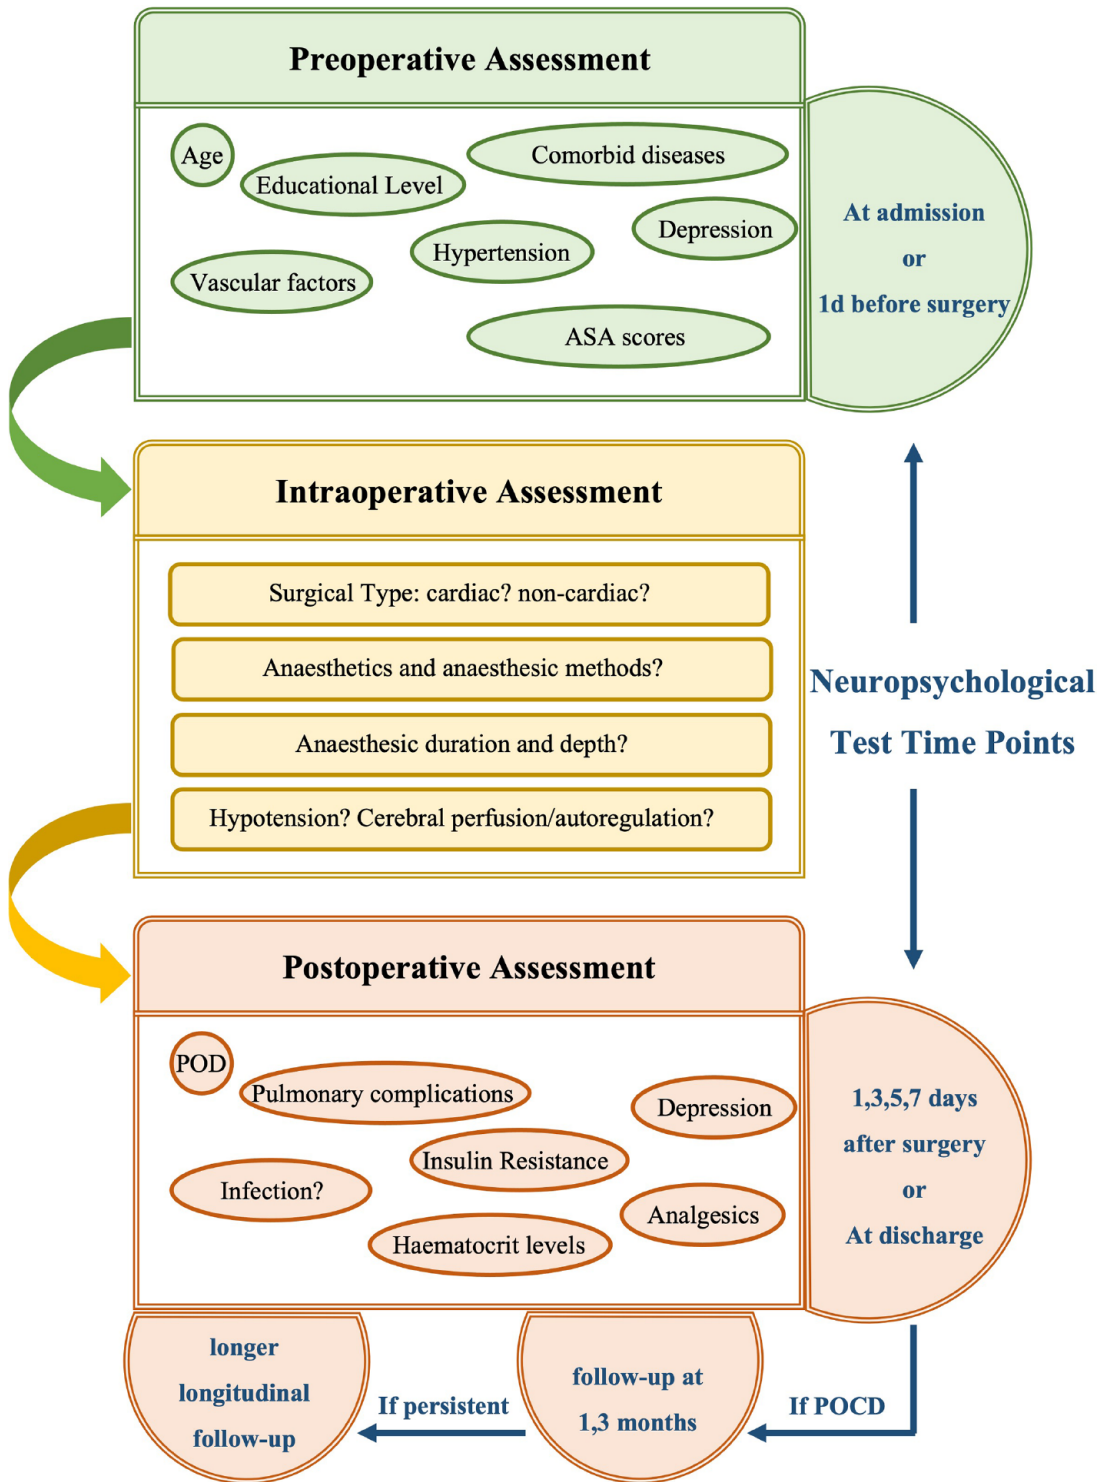 Preoperative Assessment
Age
Educational Level
Comorbid diseases
Depression
Hypertension
Vascular factors
ASA scores
At admission
or
1d before surgery
Intraoperative Assessment
Surgical Type: cardiac? non-cardiac?
Anaesthetics and anaesthesic methods?
Anaesthesic duration and depth?
Hypotension? Cerebral perfusion/autoregulation?
Neuropsychological
Test Time Points
Postoperative Assessment
POD
Pulmonary complications
Depression
Insulin Resistance
Infection?
Analgesics
Haematocrit levels
1,3,5,7 days
after surgery
or
At discharge
If POCD
follow-up at
1,3 months
If persistent
longer
longitudinal
follow-up